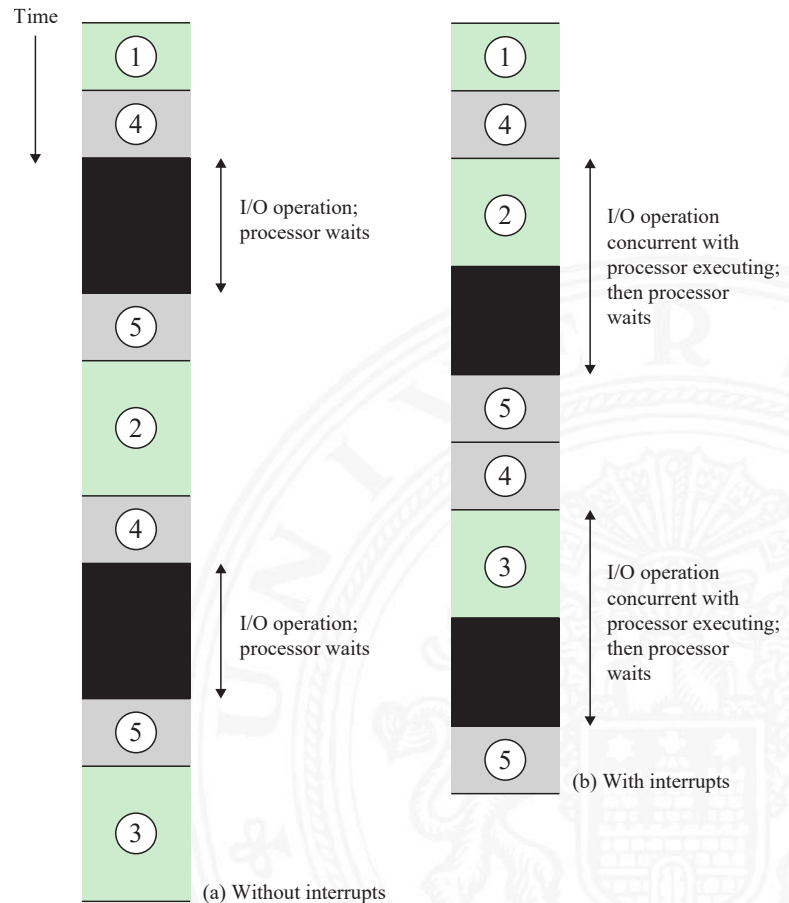 Time
1
4
I/O operation;
processor waits
5
2
4
I/O operation;
processor waits
5
3
(a) Without interrupts
1
4
2
I/O operation
concurrent with
processor executing;
then processor
waits
5
4
3
I/O operation
concurrent with
processor executing;
then processor
waits
5
(b) With interrupts
UNIVER